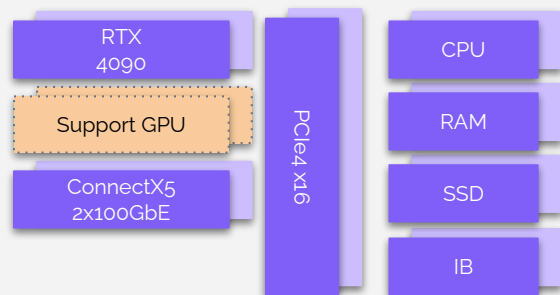 RTX
4090
Support GPU
ConnectX5
2x100GbE
PCIe4 x16
CPU
RAM
SSD
IB